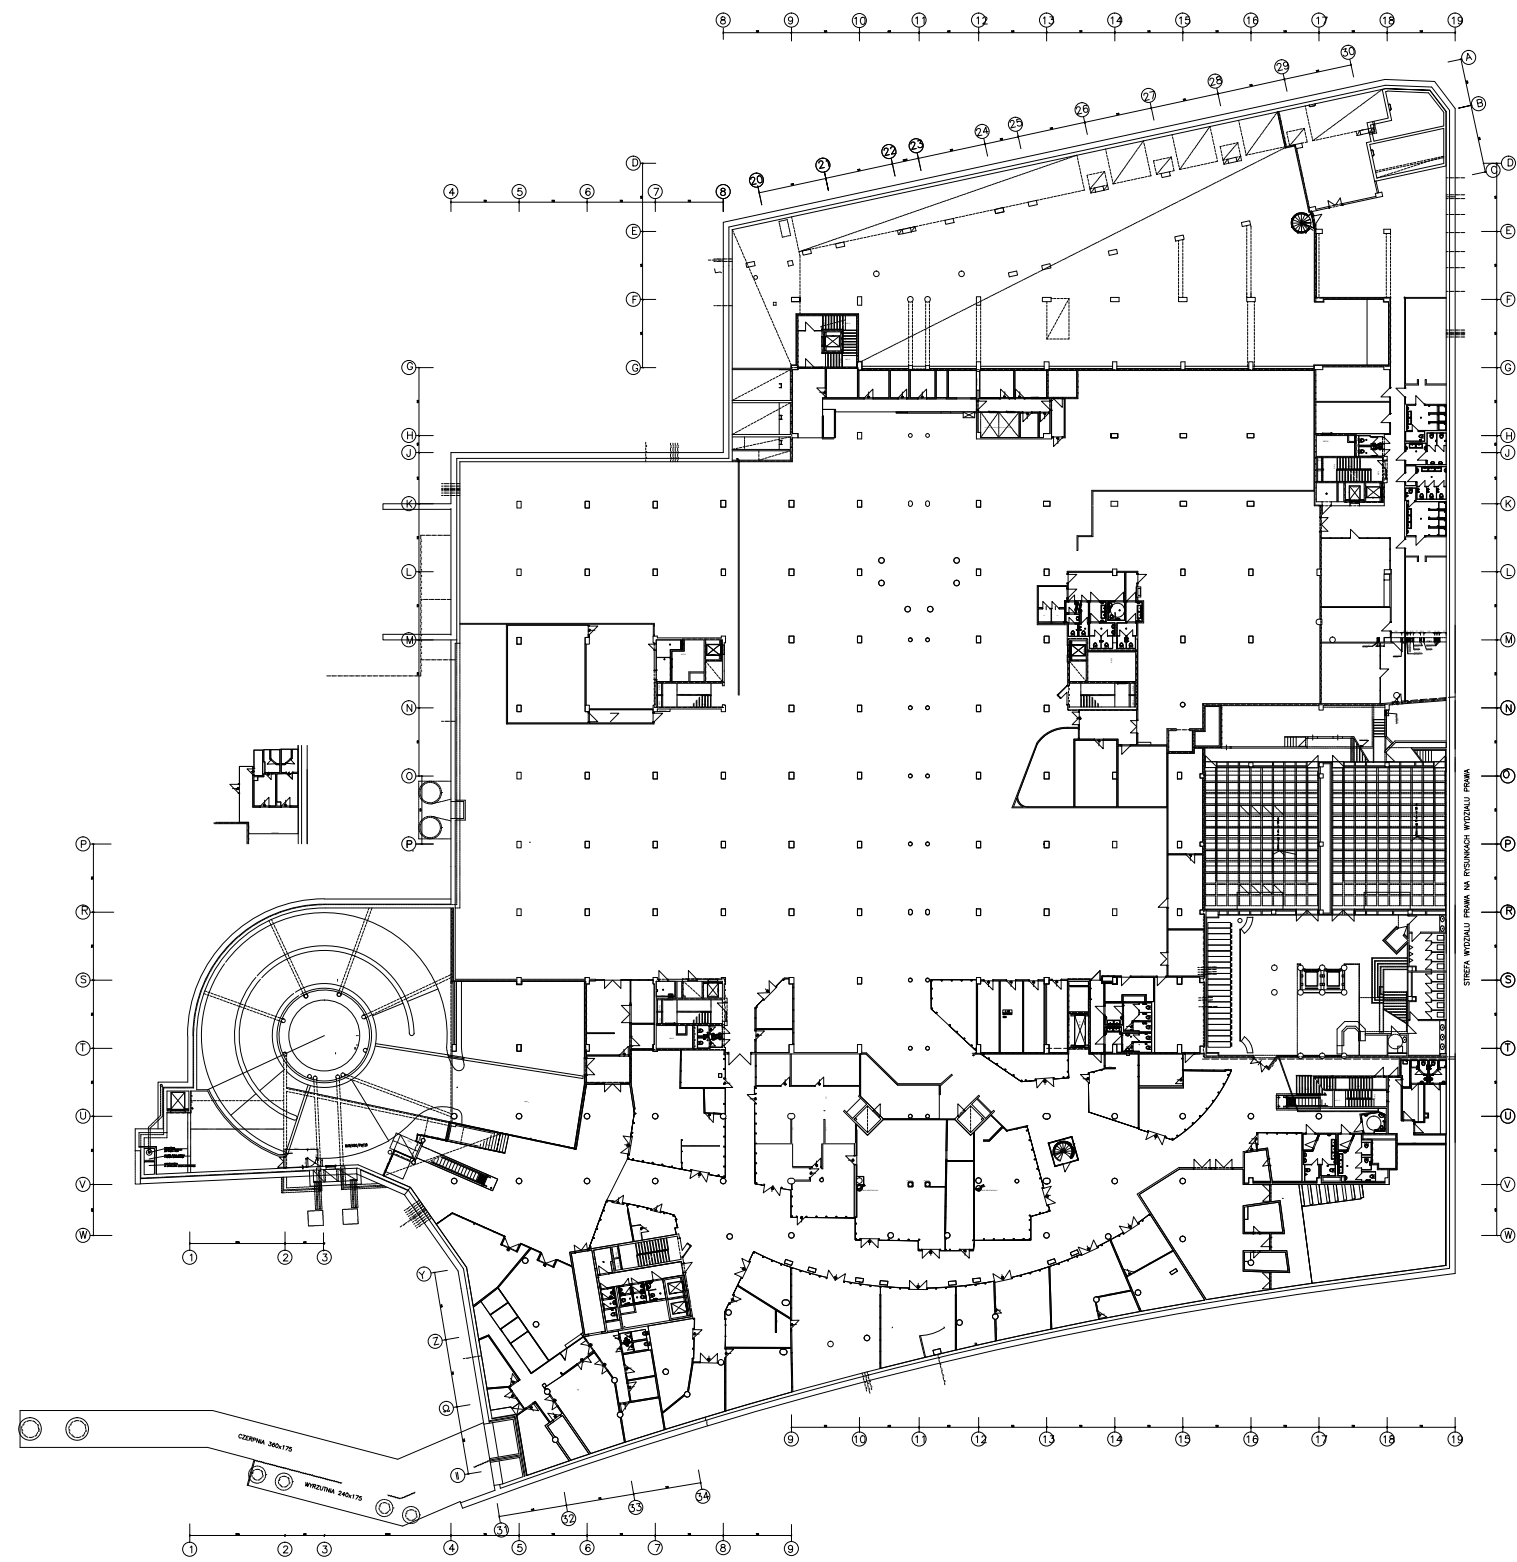 8 9 10 11 12 13 14 15 16 17 18 19
20 21 22 23 24 25 26 27 28 29 30
A
B
C
D
D
4 5 6 7 8
E
E
F
F
G
G
G
H
H
J
J
K
K
L
L
M
M
N
N
O
O
P
P
P
R
R
S
S
T
T
U
U
V
V
W
W
STREFA WYDZIAŁU PRAWA NA RYSUNKACH WYDZIAŁU PRAWA
1 2 3
Y
Z
Ω
CZERPNIA 360x175
WYRZUTNIA 240x175
9 10 11 12 13 14 15 16 17 18 19
31 32 33 34
1 2 3 4 5 6 7 8 9